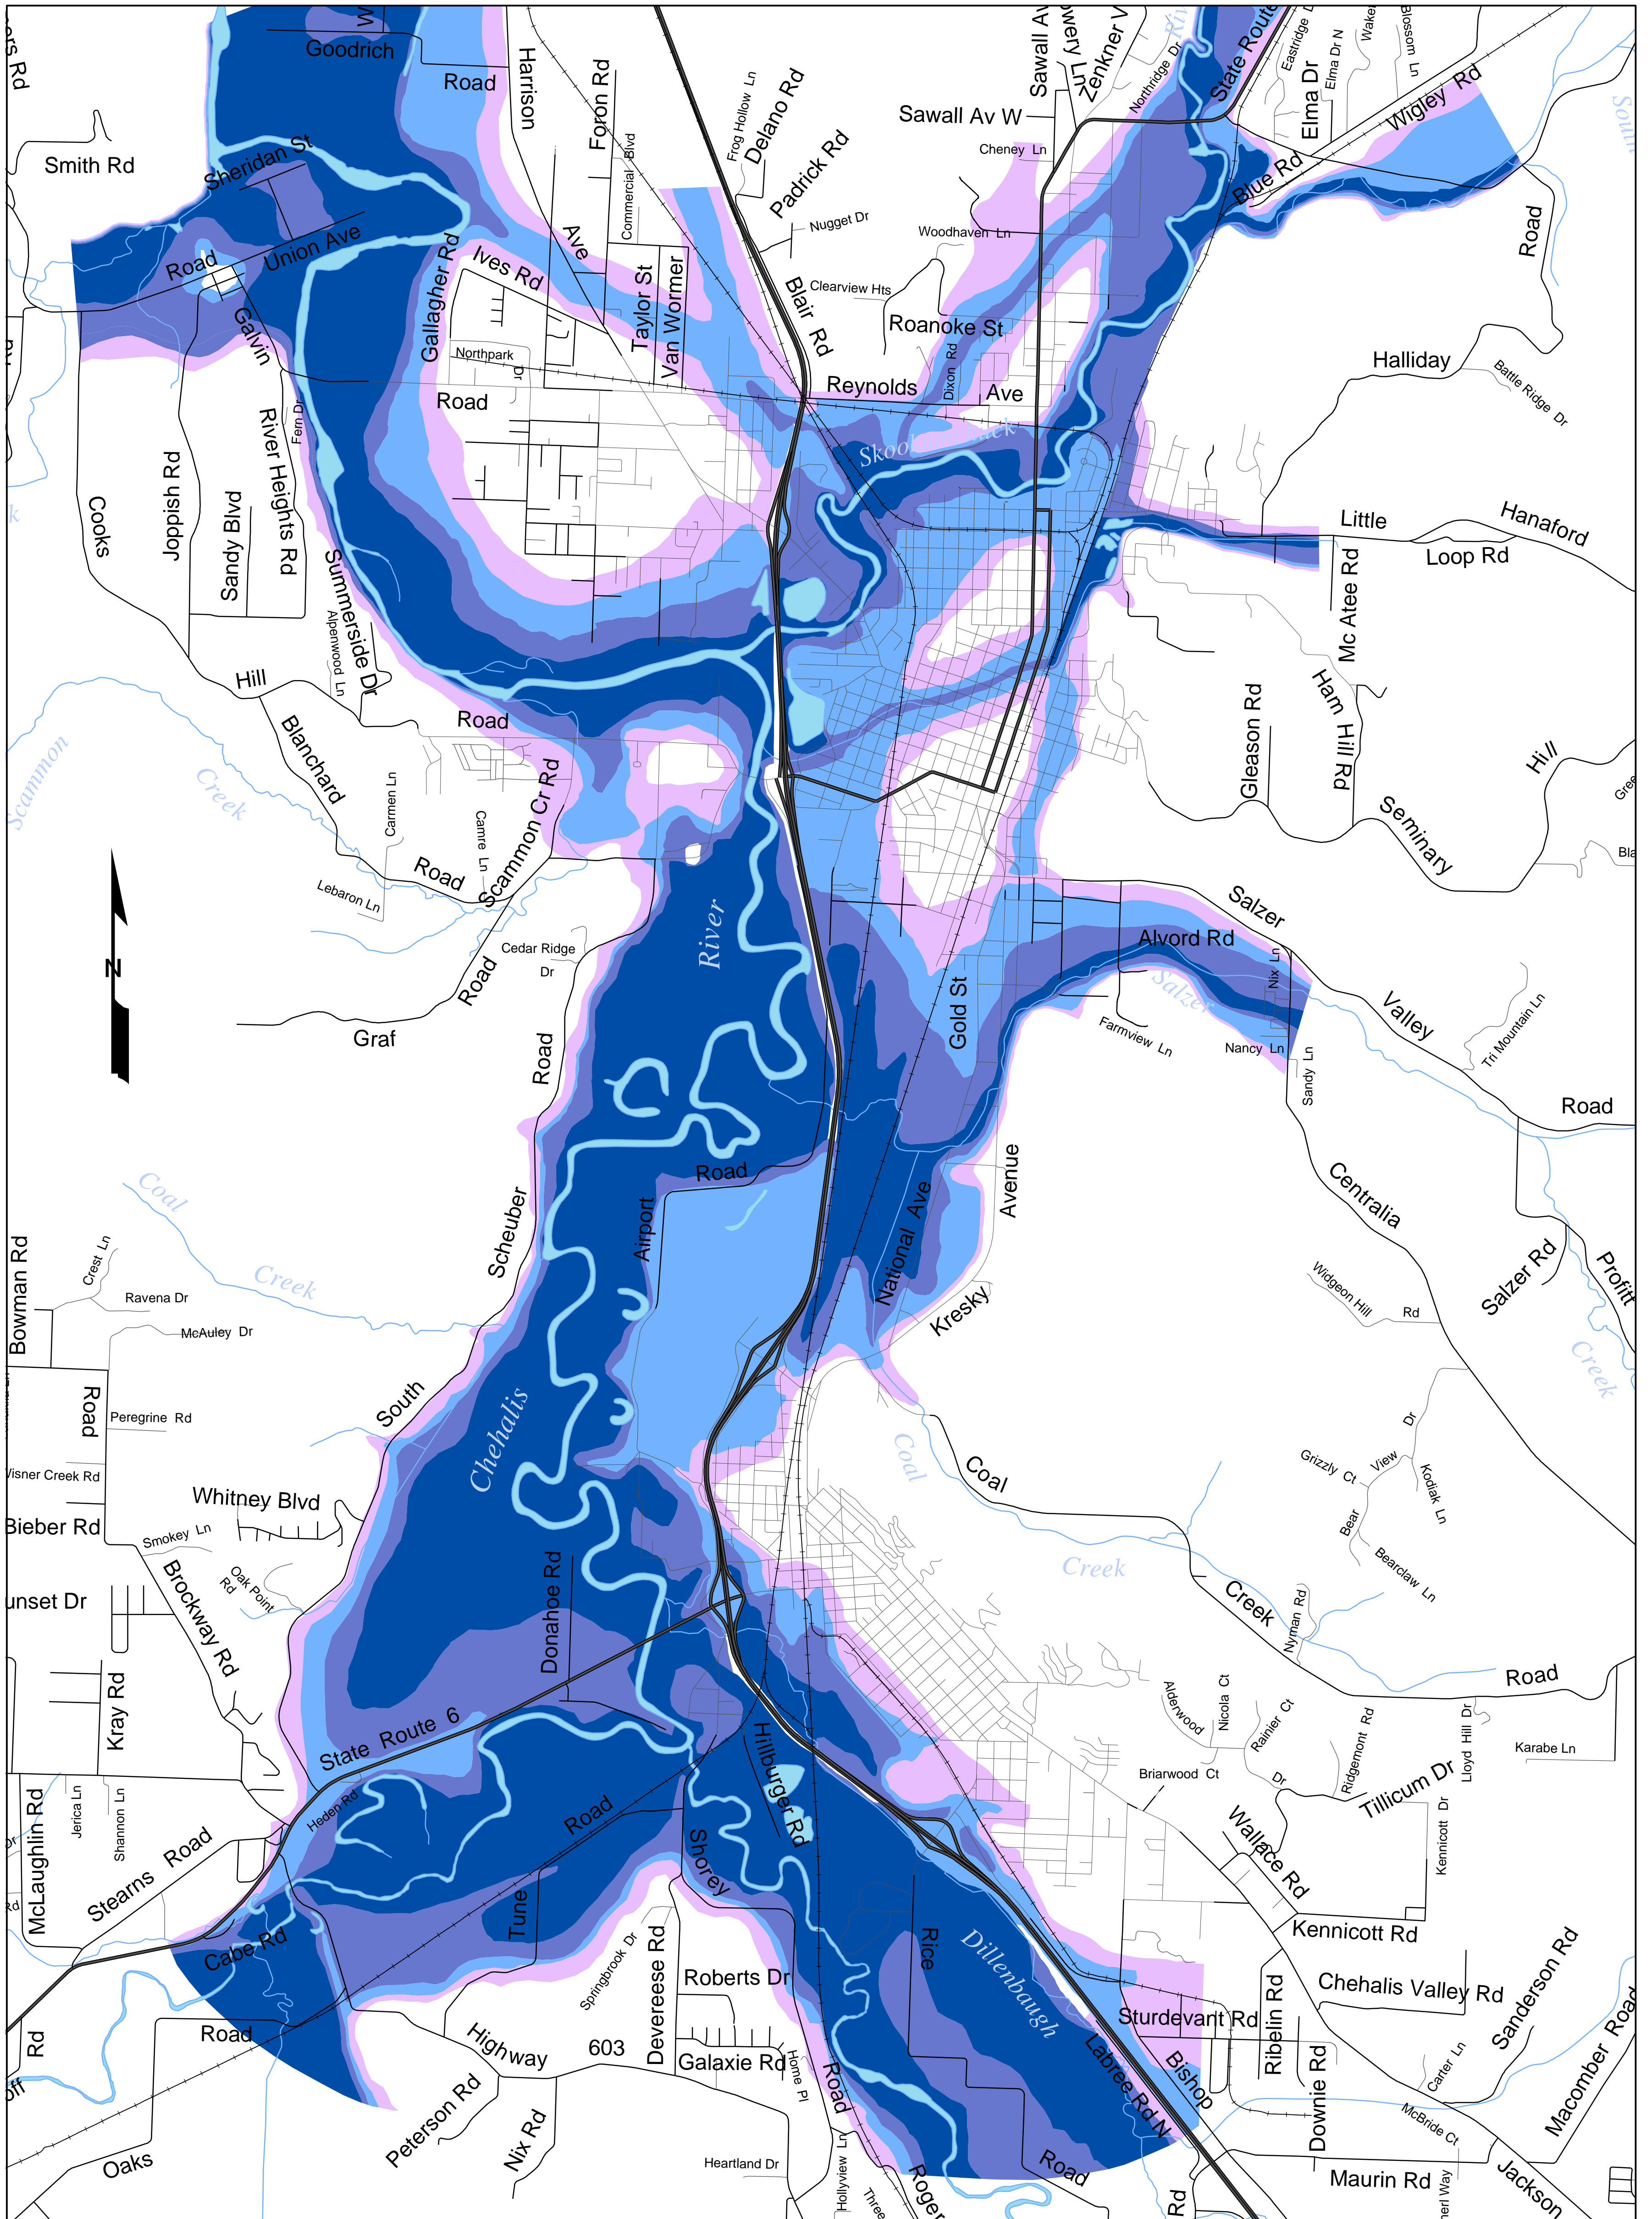 Goodrich
Road
Harrison
Ave
Foron Rd
Commercial Blvd
Frog Hollow Ln
Delano Rd
Padrick Rd
Nugget Dr
Sawall Av W
Cheney Ln
Northridge Dr
State Route
Elma Dr
Elma Dr N
Blossom Ln
Wigley Rd
Blue Rd
South
Smith Rd
Sheridan St
Union Ave
Road
Galvin
Gallagher Rd
Ives Rd
Taylor St
Van Wormer
Blair Rd
Clearview Hts
Woodhaven Ln
Roanoke St
Dixon Rd
Reynolds
Ave
Road
Halliday
Battle Ridge Dr
Northpark
Dr
Road
Fern Dr
River Heights Rd
Cooks
Joppish Rd
Sandy Blvd
Summerside Dr
Alpenwood Ln
Little
Hanaford
Loop Rd
Mc Atee Rd
Ham Hill Rd
Gleason Rd
Seminary
Hill
Hill
Road
Blanchard
Road
Scammon
Creek
Carmen Ln
Camre Ln
Scammon Cr Rd
Lebaron Ln
Cedar Ridge
Dr
Road
Graf
N
River
Road
Gold St
Salzer
Alvord Rd
Salzer
Nix Ln
Farmview Ln
Nancy Ln
Sandy Ln
Valley
Tri Mountain Ln
Road
Centralia
Salzer Rd
Profitt
Creek
Widgeon Hill
Rd
Coal
Creek
Scheuber
South
Airport
Road
National Ave
Avenue
Kresky
Bowman Rd
Crest Ln
Ravena Dr
McAuley Dr
Road
Peregrine Rd
Bieber Rd
Whitney Blvd
Smokey Ln
Oak Point
Rd
Brockway Rd
Chehalis
Coal
Coal
Creek
Creek
Road
Nyman Rd
Grizzly Ct
View
Dr
Kodiak Ln
Bear
Bearclaw Ln
Donahoe Rd
State Route 6
Kray Rd
McLaughlin Rd
Jerica Ln
Shannon Ln
Stearns Road
Heden Rd
Cabe Rd
Tune
Road
Hillburger Rd
Shorey
Road
Rice
Road
Dillenbaugh
Alderwood
Dr
Nicola Ct
Rainier Ct
Ridgemont Rd
Briarwood Ct
Tillicum Dr
Lloyd Hill Dr
Karabe Ln
Kennicott Dr
Wallace Rd
Kennicott Rd
Chehalis Valley Rd
Sanderson Rd
Macomber Road
Sturdevant Rd
Ribelin Rd
Downie Rd
Bishop
Labree Rd N
Carter Ln
McBride Ct
Maurin Rd
Jackson
Springbrook Dr
Devereese Rd
Roberts Dr
Galaxie Rd
Home Pl
Highway
603
Peterson Rd
Nix Rd
Heartland Dr
Hollyview Ln
Three
Roger
Road
Oaks
Rd
Rd